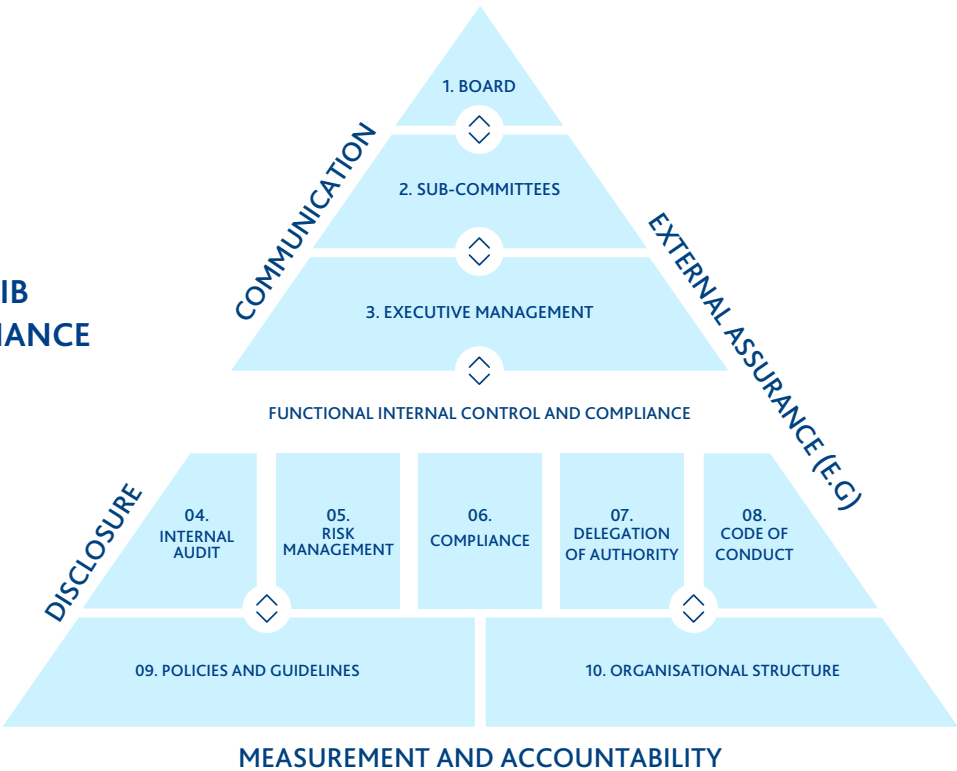 1. BOARD
COMMUNICATION
2. SUB-COMMITTEES
EXTERNAL ASSURANCE (E.G)
3. EXECUTIVE MANAGEMENT
FUNCTIONAL INTERNAL CONTROL AND COMPLIANCE
DISCLOSURE
04.
INTERNAL
AUDIT
05.
RISK
MANAGEMENT
06.
COMPLIANCE
07.
DELEGATION
OF AUTHORITY
08.
CODE OF
CONDUCT
09. POLICIES AND GUIDELINES
10. ORGANISATIONAL STRUCTURE
MEASUREMENT AND ACCOUNTABILITY